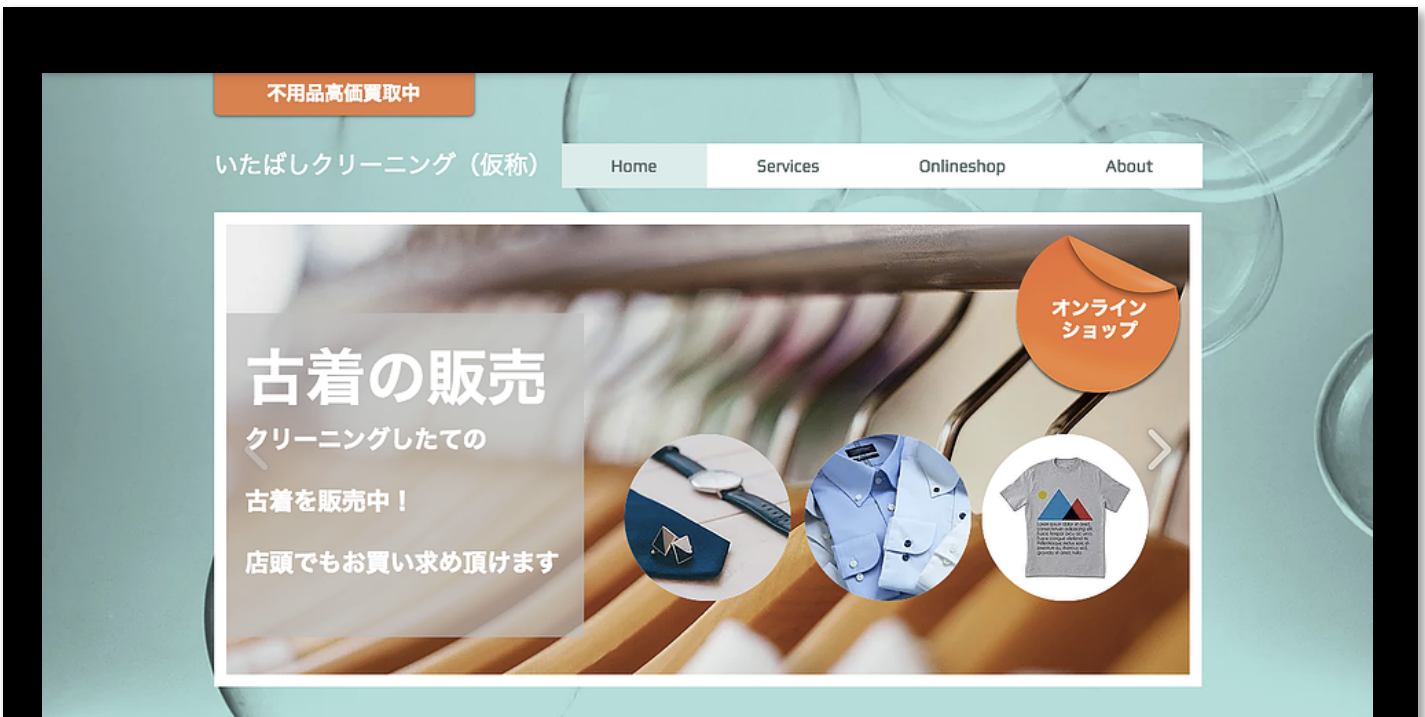 不用品高価買取中
いたばしクリーニング（仮称）
Home
Services
Onlineshop
About
オンライン
ショップ
古着の販売
クリーニングしたての
古着を販売中！
店頭でもお買い求め頂けます